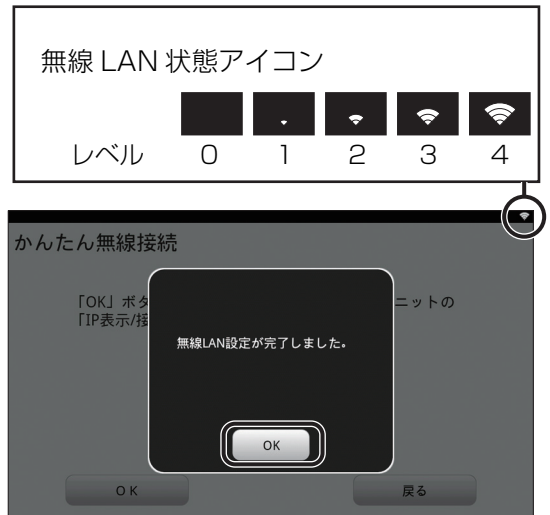 無線 LAN 状態アイコン
レベル 0 1 2 3 4
かんたん無線接続
「OK」ボタ ニットの
「IP表示/接
無線LAN設定が完了しました。
OK
OK 戻る